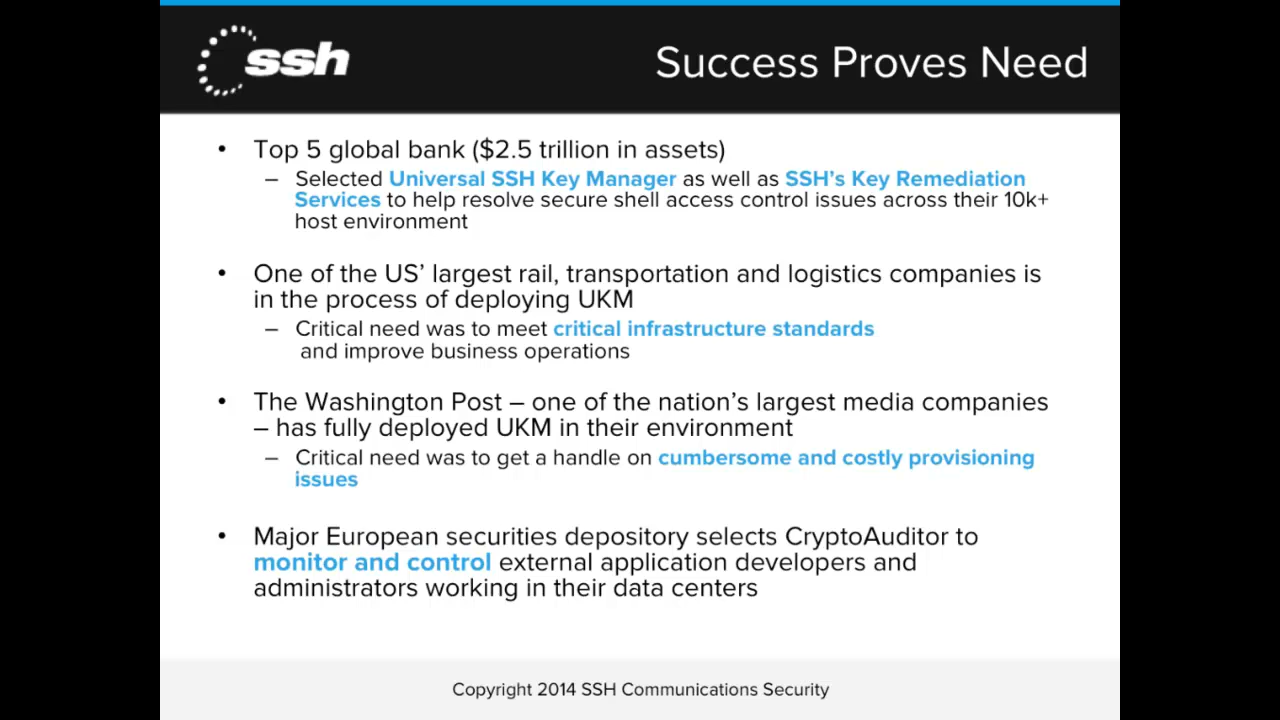 ssh
Success Proves Need
• Top 5 global bank ($2.5 trillion in assets)
– Selected Universal SSH Key Manager as well as SSH's Key Remediation
Services to help resolve secure shell access control issues across their 10k+
host environment
• One of the US' largest rail, transportation and logistics companies is
in the process of deploying UKM
– Critical need was to meet critical infrastructure standards
and improve business operations
• The Washington Post – one of the nation's largest media companies
– has fully deployed UKM in their environment
– Critical need was to get a handle on cumbersome and costly provisioning
issues
• Major European securities depository selects CryptoAuditor to
monitor and control external application developers and
administrators working in their data centers
Copyright 2014 SSH Communications Security